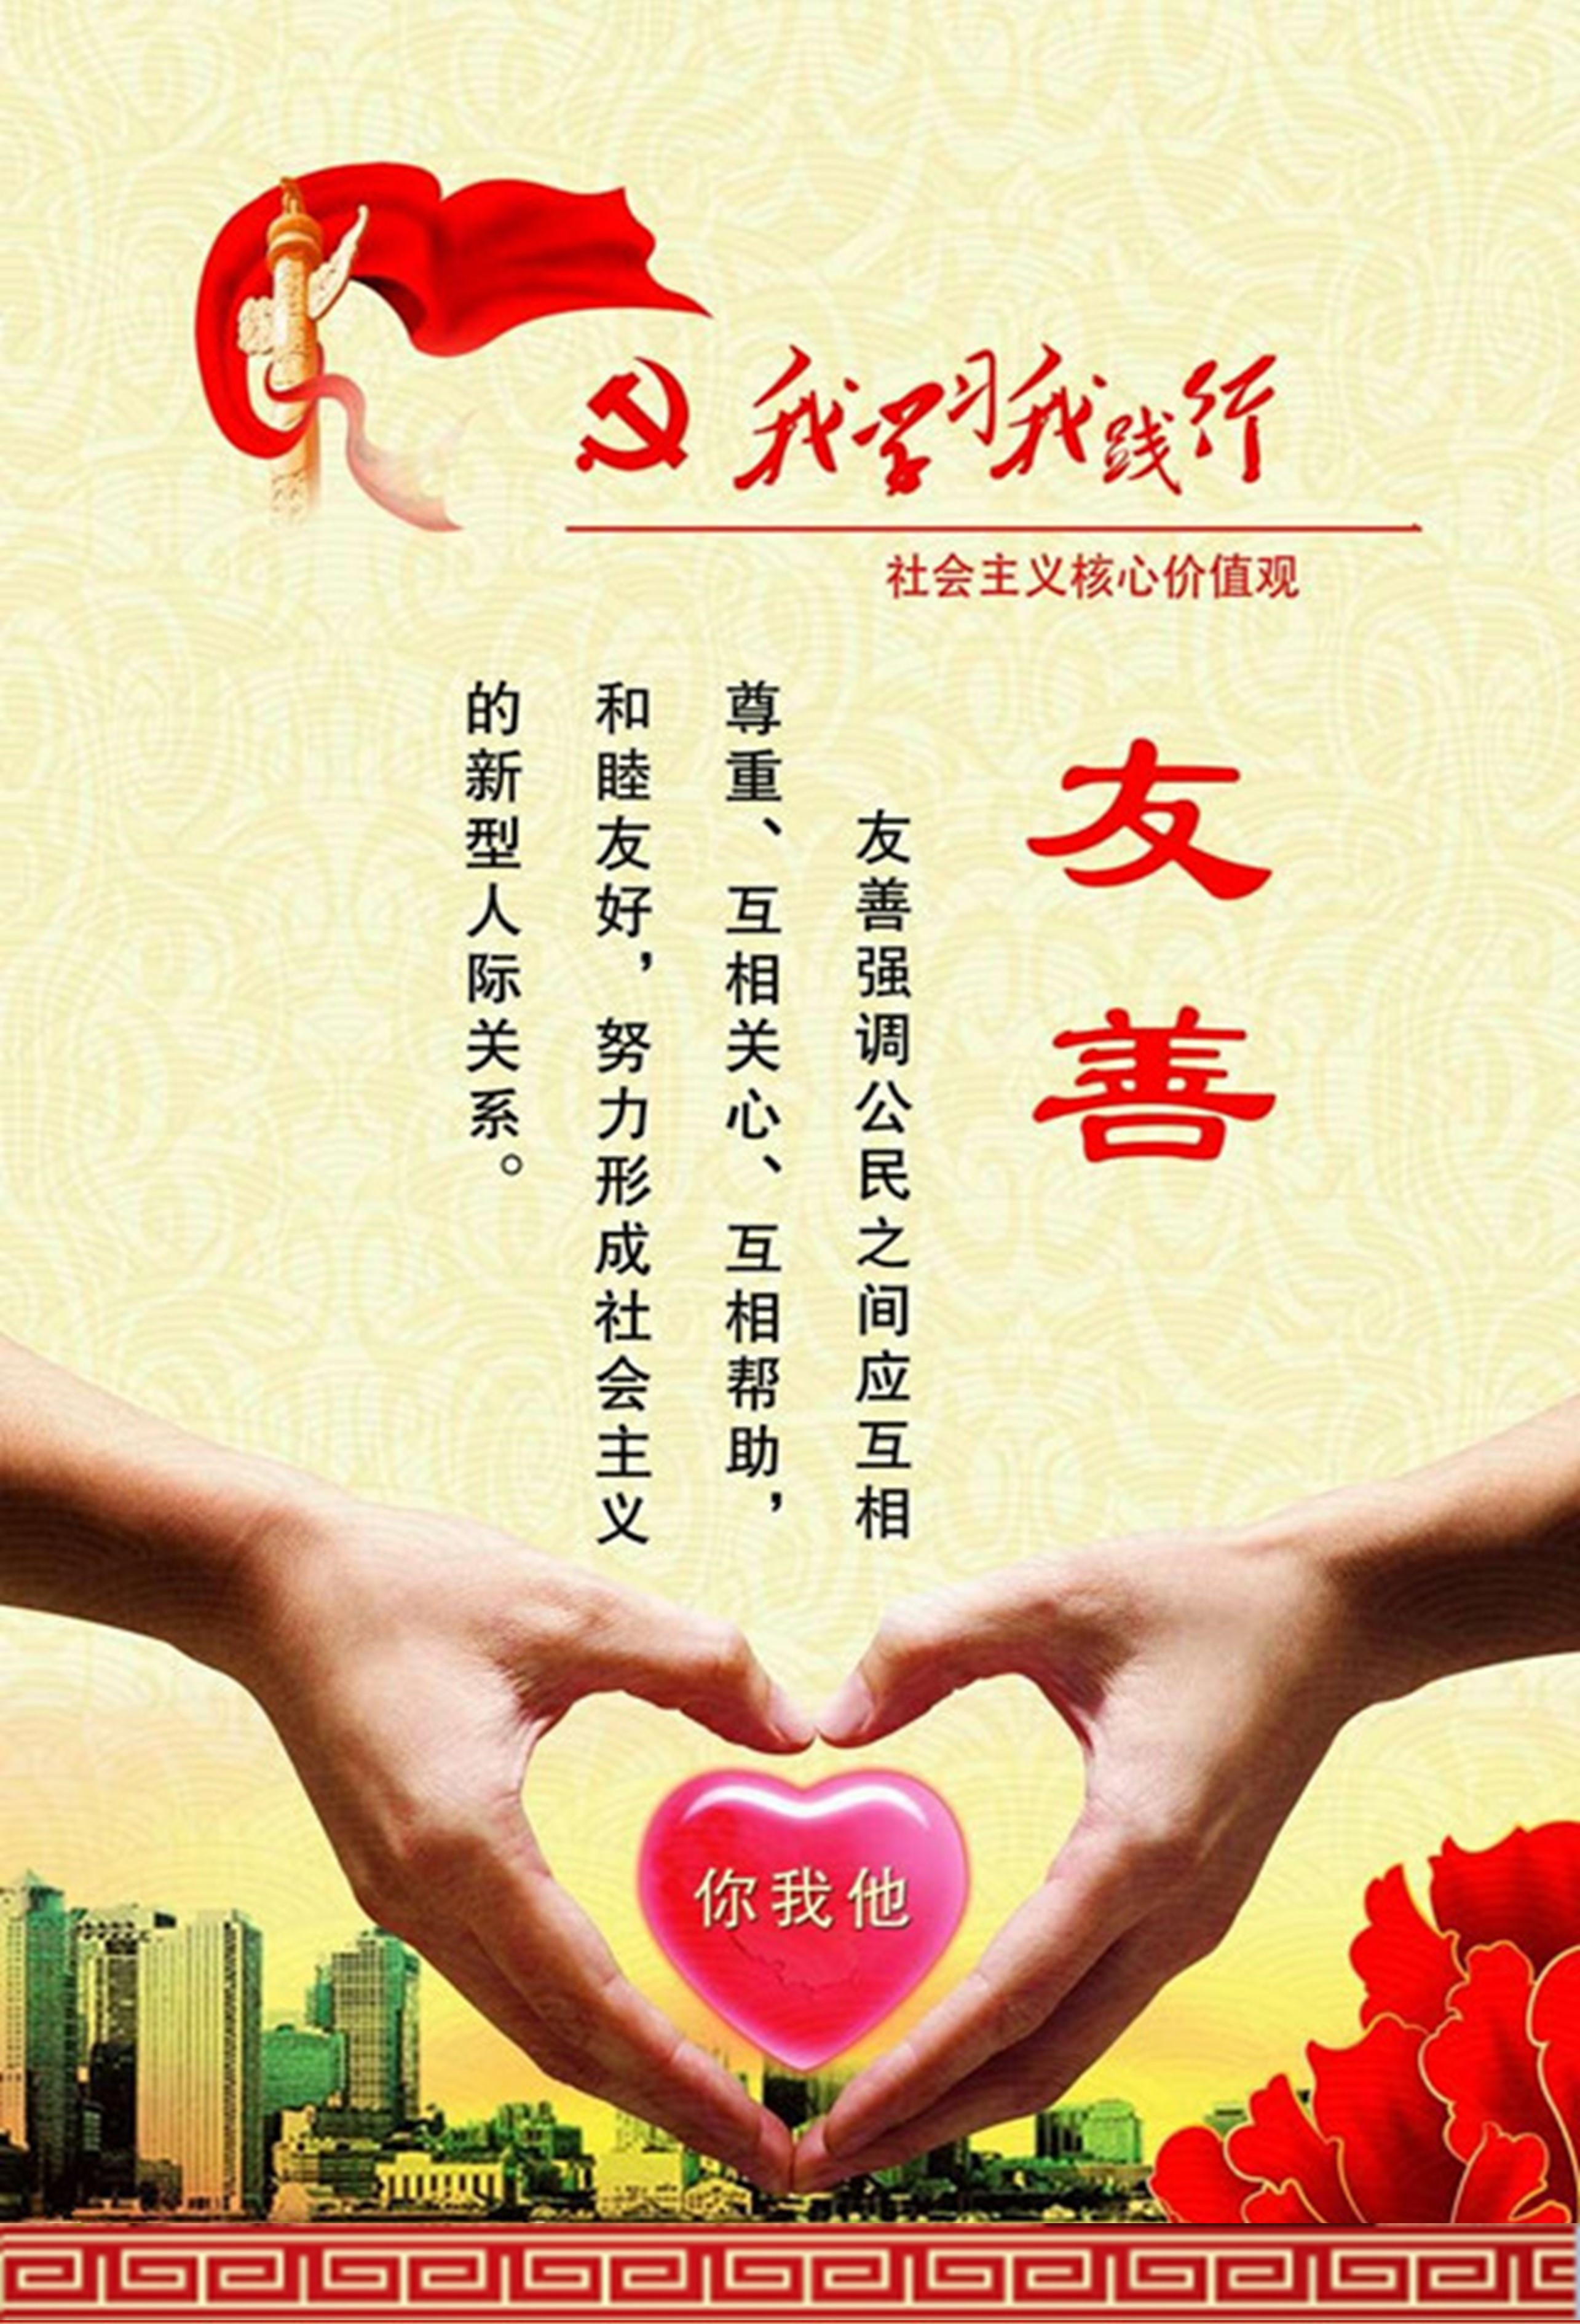 我学习我践行
社会主义核心价值观
友善
友善强调公民之间应互相
尊重、互相关心、互相帮助，
和睦友好，努力形成社会主义
的新型人际关系。
你我他